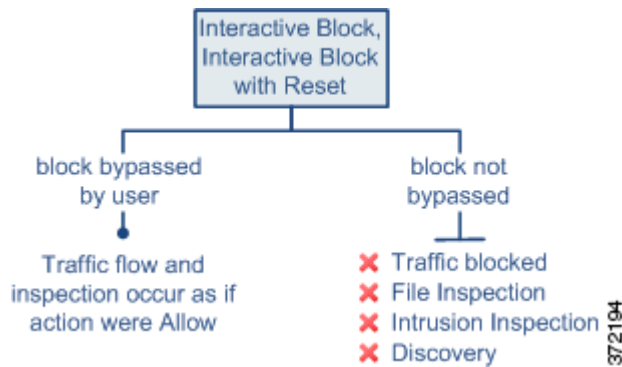 Interactive Block,
Interactive Block
with Reset
block bypassed
by user
block not
bypassed
Traffic flow and
inspection occur as if
action were Allow
Traffic blocked
File Inspection
Intrusion Inspection
Discovery
372194